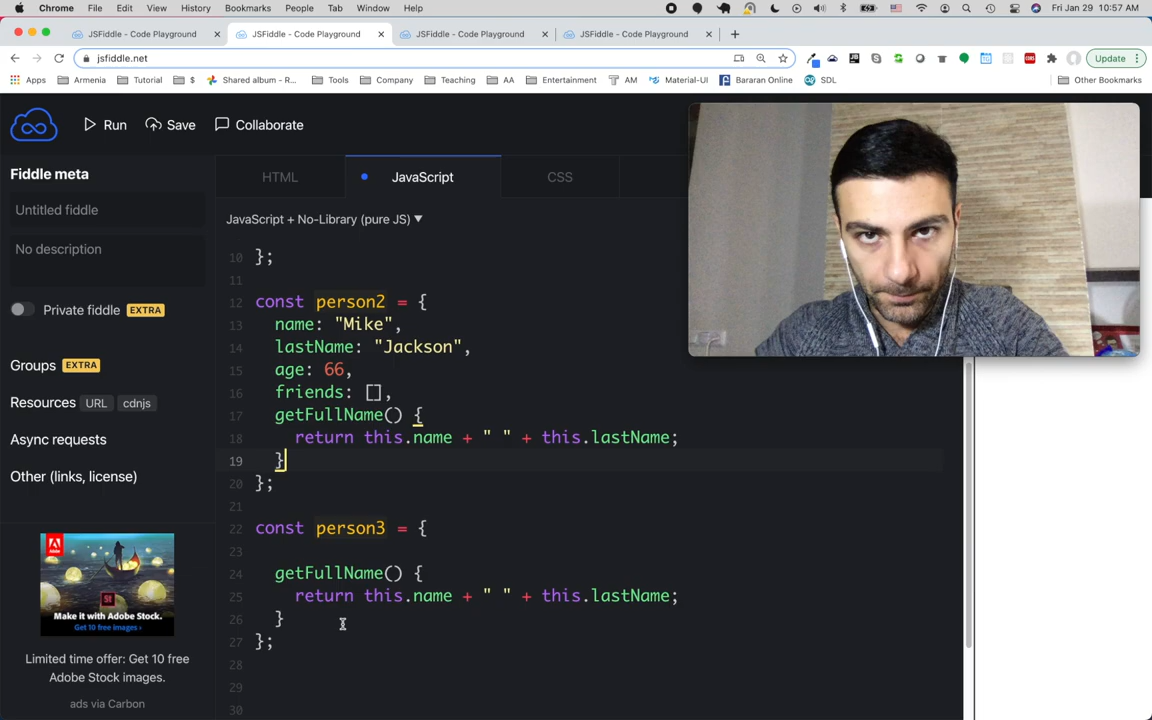 Chrome File Edit View History Bookmarks People Tab Window Help Fri Jan 29 10:57 AM
JSFiddle - Code Playground JSFiddle - Code Playground JSFiddle - Code Playground JSFiddle - Code Playground
jsfiddle.net Update
Apps Armenia Tutorial $ Shared album - R... Tools Company Teaching AA Entertainment TM Material-UI Bararan Online SDL Other Bookmarks
Run Save Collaborate
Fiddle meta
Untitled fiddle
No description
Private fiddle EXTRA
Groups EXTRA
Resources URL cdnjs
Async requests
Other (links, license)
Make it with Adobe Stock.
Get 10 free images ›
Limited time offer: Get 10 free
Adobe Stock images.
ads via Carbon
HTML JavaScript CSS
JavaScript + No-Library (pure JS) ▼
10 };
11
12 const person2 = {
13 name: "Mike",
14 lastName: "Jackson",
15 age: 66,
16 friends: [],
17 getFullName() {
18 return this.name + " " + this.lastName;
19 }
20 };
21
22 const person3 = {
23
24 getFullName() {
25 return this.name + " " + this.lastName;
26 }
27 };
28
29
30